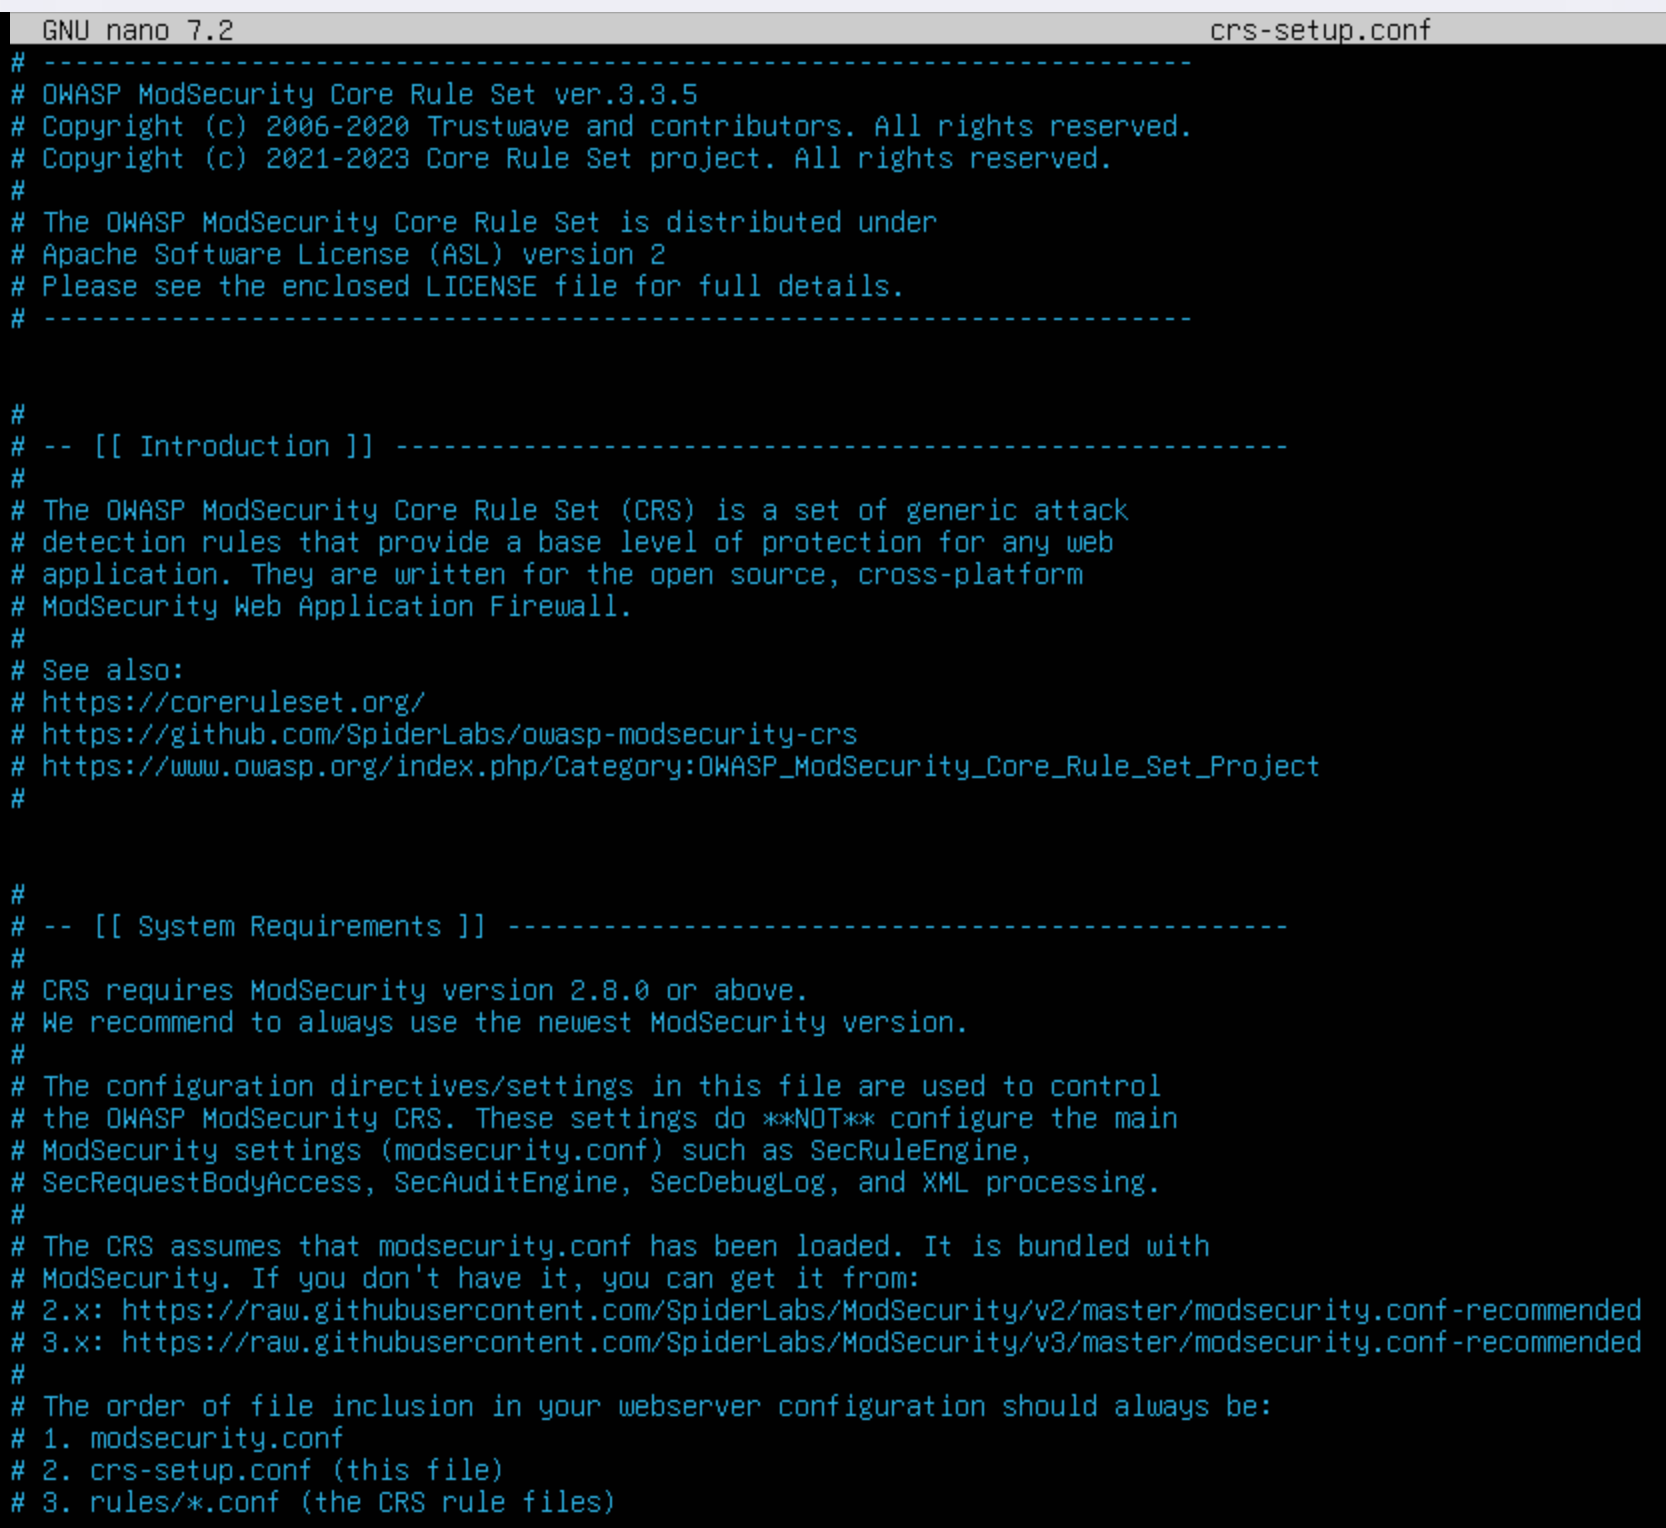 GNU nano 7.2 crs-setup.conf
# ------------------------------------------------------------------------
# OWASP ModSecurity Core Rule Set ver.3.3.5
# Copyright (c) 2006-2020 Trustwave and contributors. All rights reserved.
# Copyright (c) 2021-2023 Core Rule Set project. All rights reserved.
#
# The OWASP ModSecurity Core Rule Set is distributed under
# Apache Software License (ASL) version 2
# Please see the enclosed LICENSE file for full details.
# ------------------------------------------------------------------------
#
# -- [[ Introduction ]] --------------------------------------------------------
#
# The OWASP ModSecurity Core Rule Set (CRS) is a set of generic attack
# detection rules that provide a base level of protection for any web
# application. They are written for the open source, cross-platform
# ModSecurity Web Application Firewall.
#
# See also:
# https://coreruleset.org/
# https://github.com/SpiderLabs/owasp-modsecurity-crs
# https://www.owasp.org/index.php/Category:OWASP_ModSecurity_Core_Rule_Set_Project
#
#
# -- [[ System Requirements ]] -------------------------------------------------
#
# CRS requires ModSecurity version 2.8.0 or above.
# We recommend to always use the newest ModSecurity version.
#
# The configuration directives/settings in this file are used to control
# the OWASP ModSecurity CRS. These settings do **NOT** configure the main
# ModSecurity settings (modsecurity.conf) such as SecRuleEngine,
# SecRequestBodyAccess, SecAuditEngine, SecDebugLog, and XML processing.
#
# The CRS assumes that modsecurity.conf has been loaded. It is bundled with
# ModSecurity. If you don't have it, you can get it from:
# 2.x: https://raw.githubusercontent.com/SpiderLabs/ModSecurity/v2/master/modsecurity.conf-recommended
# 3.x: https://raw.githubusercontent.com/SpiderLabs/ModSecurity/v3/master/modsecurity.conf-recommended
#
# The order of file inclusion in your webserver configuration should always be:
# 1. modsecurity.conf
# 2. crs-setup.conf (this file)
# 3. rules/*.conf (the CRS rule files)